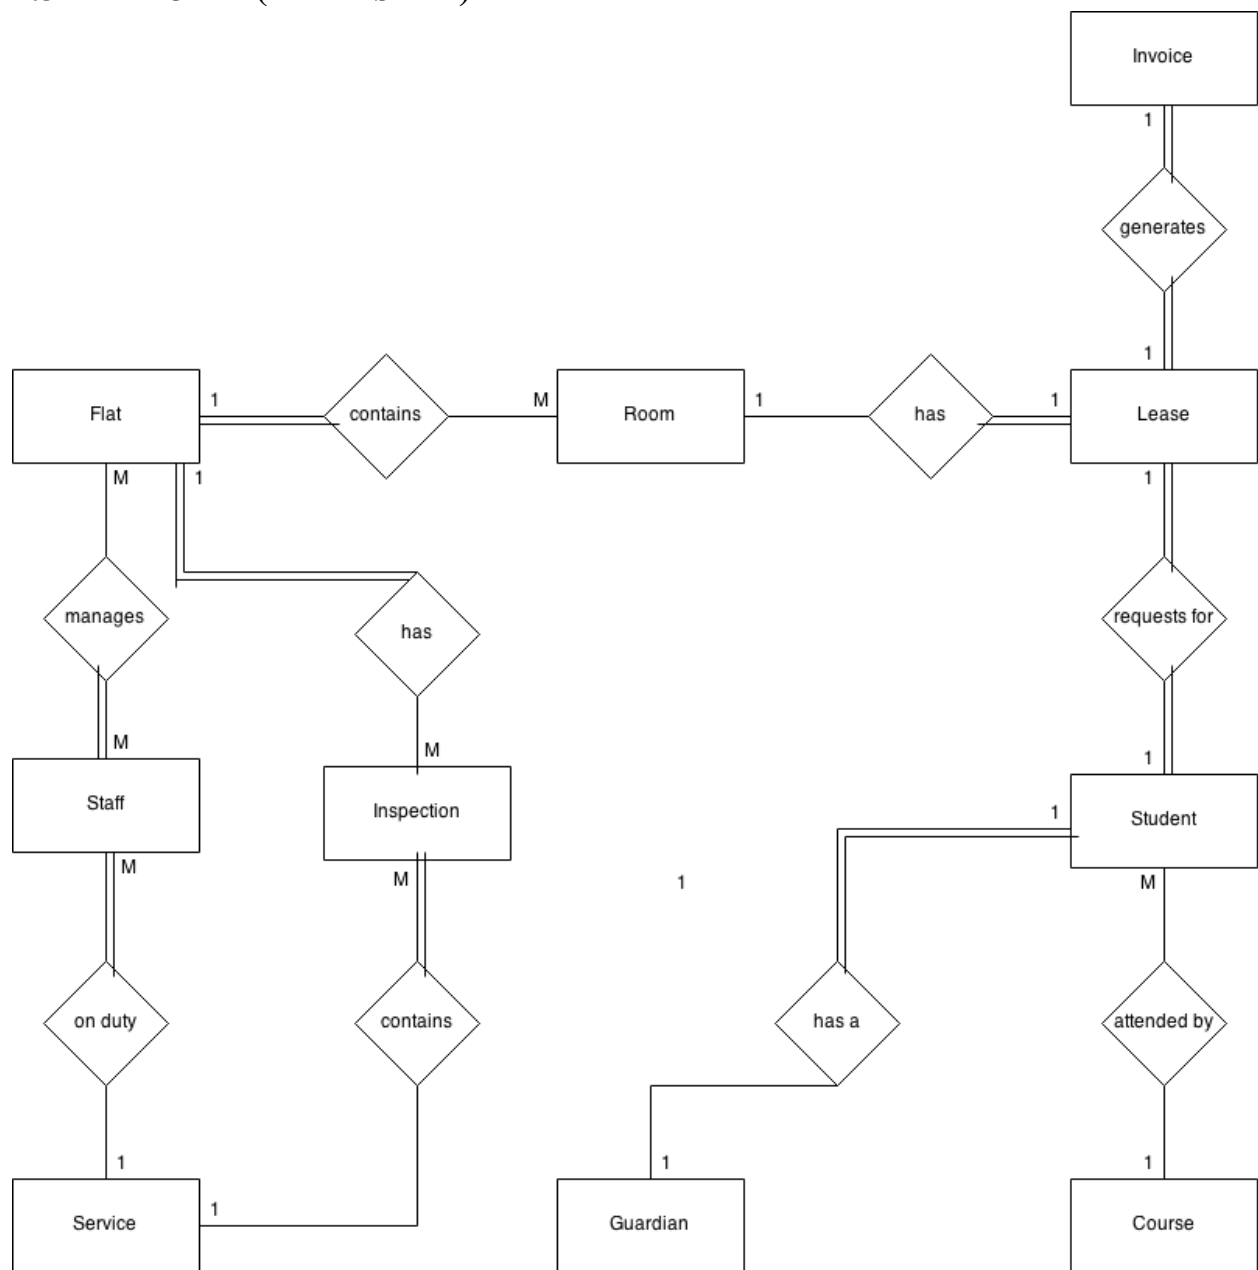 Invoice
1
generates
1
1
contains
M
1
has
1
Flat
Room
Lease
M
1
1
manages
has
requests for
M
M
1
Staff
Inspection
1
Student
M
M
1
M
on duty
contains
has a
attended by
1
1
1
1
Service
Guardian
Course